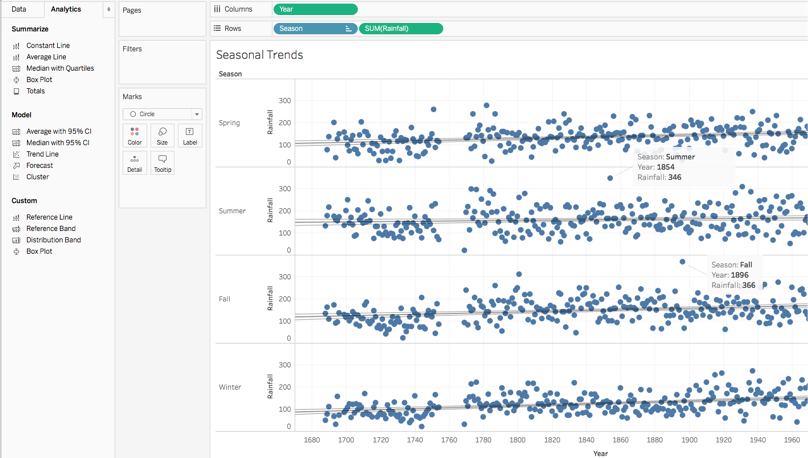 Data Analytics
Summarize
Constant Line
Average Line
Median with Quartiles
Box Plot
Totals
Model
Average with 95% CI
Median with 95% CI
Trend Line
Forecast
Cluster
Custom
Reference Line
Reference Band
Distribution Band
Box Plot
Pages
Filters
Marks
Circle
Color Size Label
Detail Tooltip
Columns Year
Rows Season SUM(Rainfall)
Seasonal Trends
Season
Spring
Rainfall
300
200
100
0
Season: Summer
Year: 1854
Rainfall: 346
Summer
Rainfall
300
200
100
0
Season: Fall
Year: 1896
Rainfall: 366
Fall
Rainfall
300
200
100
0
Winter
Rainfall
300
200
100
0
1680 1700 1720 1740 1760 1780 1800 1820 1840 1860 1880 1900 1920 1940 1960
Year